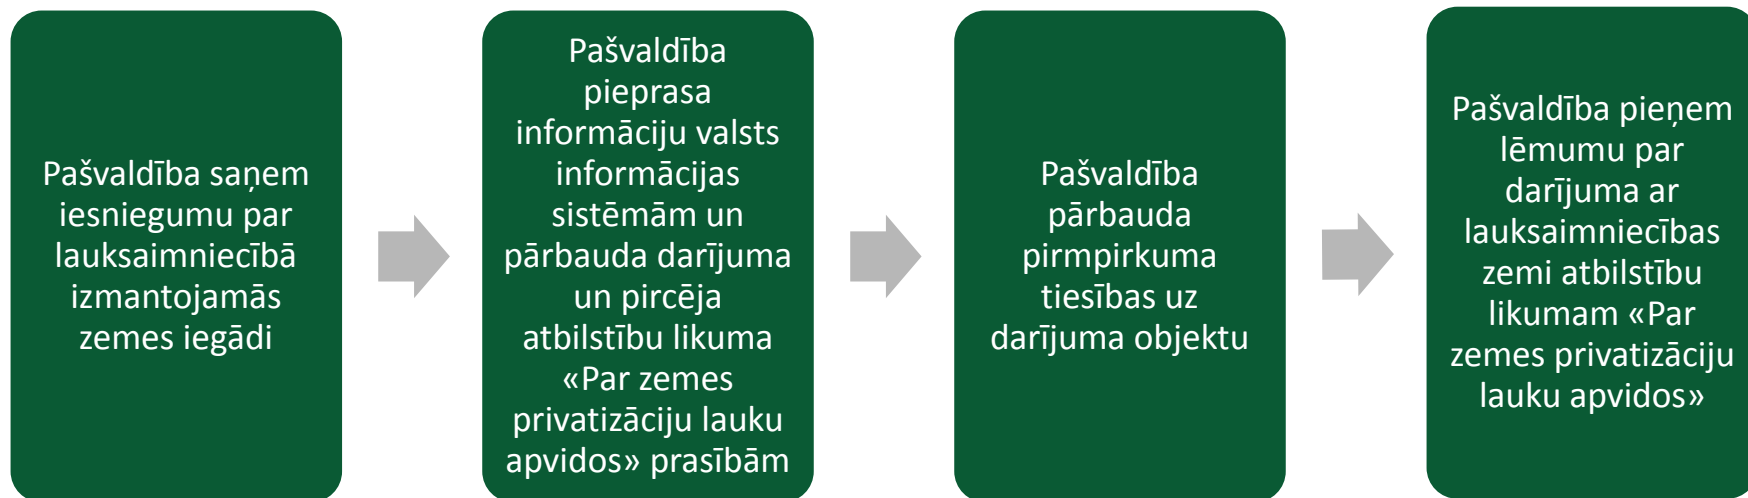 Pašvaldība saņem
iesniegumu par
lauksaimniecībā
izmantojamās
zemes iegādi
Pašvaldība
pieprasa
informāciju valsts
informācijas
sistēmām un
pārbauda darījuma
un pircēja
atbilstību likuma
«Par zemes
privatizāciju lauku
apvidos» prasībām
Pašvaldība
pārbauda
pirmpirkuma
tiesības uz
darījuma objektu
Pašvaldība pieņem
lēmumu par
darījuma ar
lauksaimniecības
zemi atbilstību
likumam «Par
zemes privatizāciju
lauku apvidos»